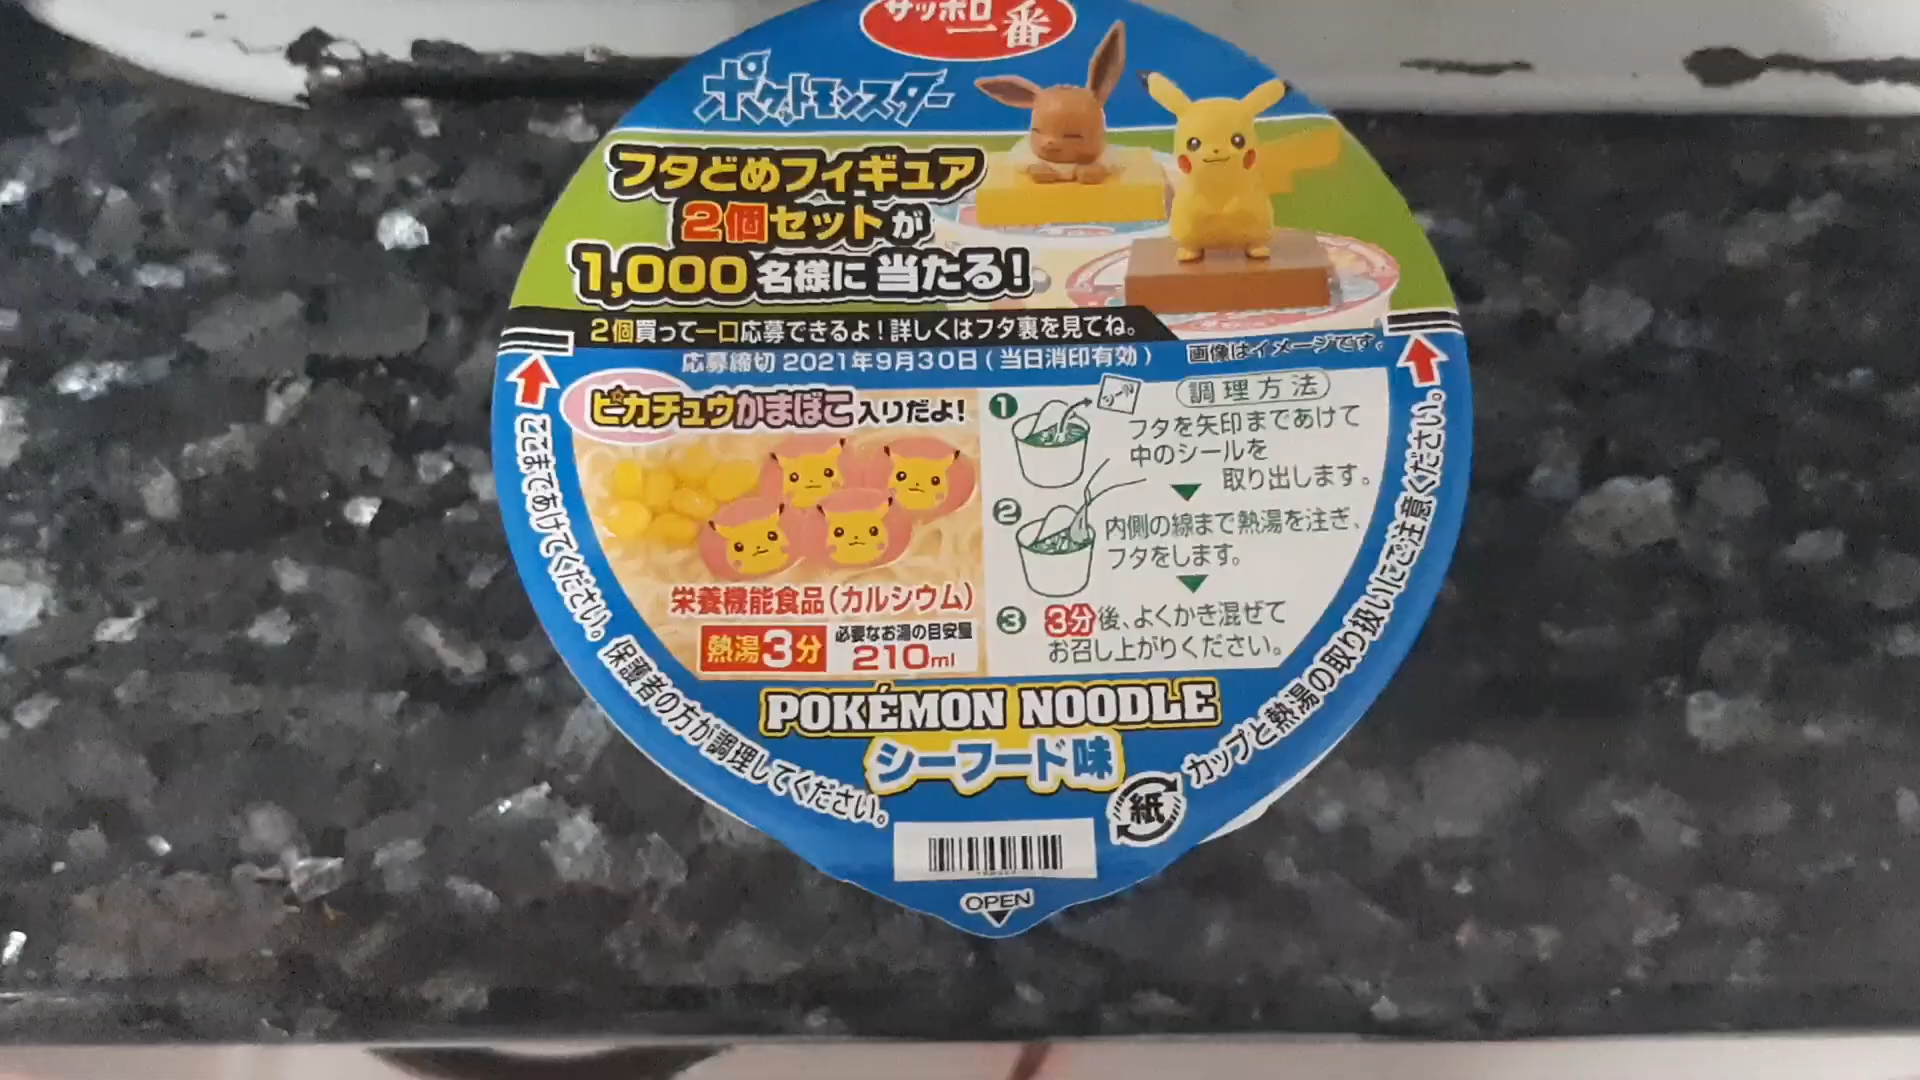 サッポロ
一番
ポケットモンスター
フタどめフィギュア
2個セットが
1,000名様に当たる!
2個買って一口応募できるよ!詳しくはフタ裏を見てね。
応募締切 2021年9月30日(当日消印有効)
画像はイメージです。
ピカチュウかまぼこ入りだよ!
栄養機能食品(カルシウム)
熱湯3分
必要なお湯の目安量
210ml
調理方法
1 フタを矢印まであけて
中のシールを
取り出します。
2 内側の線まで熱湯を注ぎ、
フタをします。
3 3分後、よくかき混ぜて
お召し上がりください。
ここまであけてください。
保護者の方が調理してください。
カップと熱湯の取り扱いにご注意ください。
POKÉMON NOODLE
シーフード味
紙
OPEN